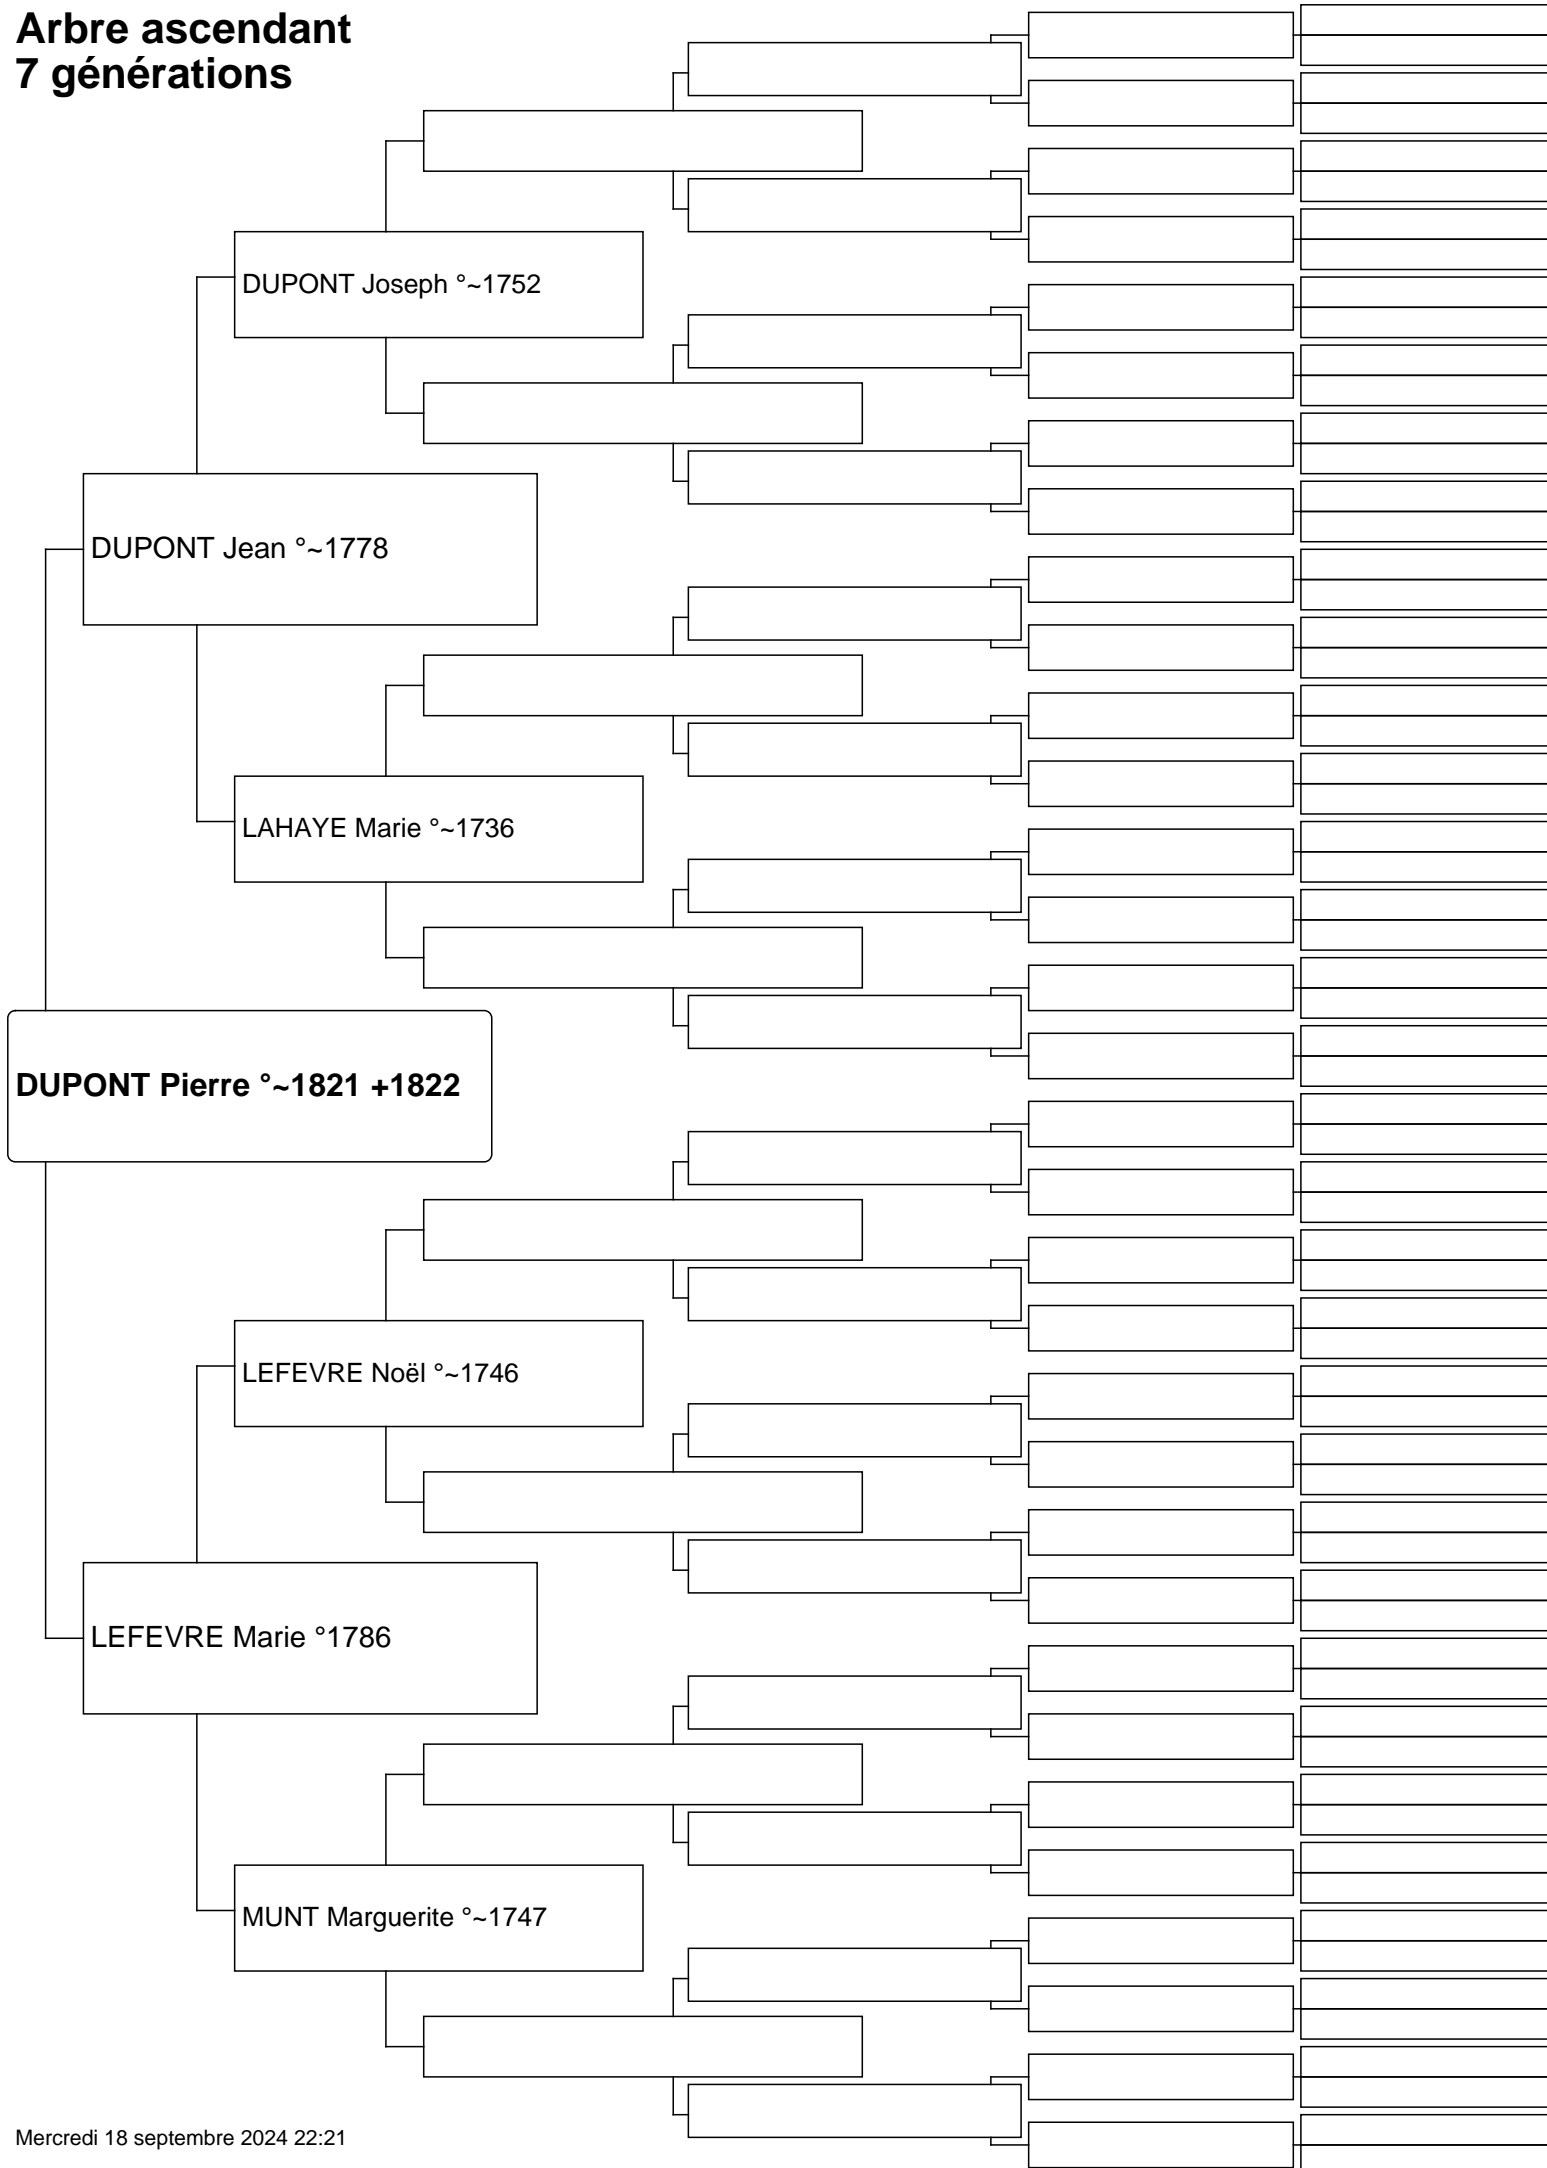 Arbre ascendant
7 générations
DUPONT Joseph °~1752
DUPONT Jean °~1778
LAHAYE Marie °~1736
DUPONT Pierre °~1821 +1822
LEFEVRE Noël °~1746
LEFEVRE Marie °1786
MUNT Marguerite °~1747
Mercredi 18 septembre 2024 22:21